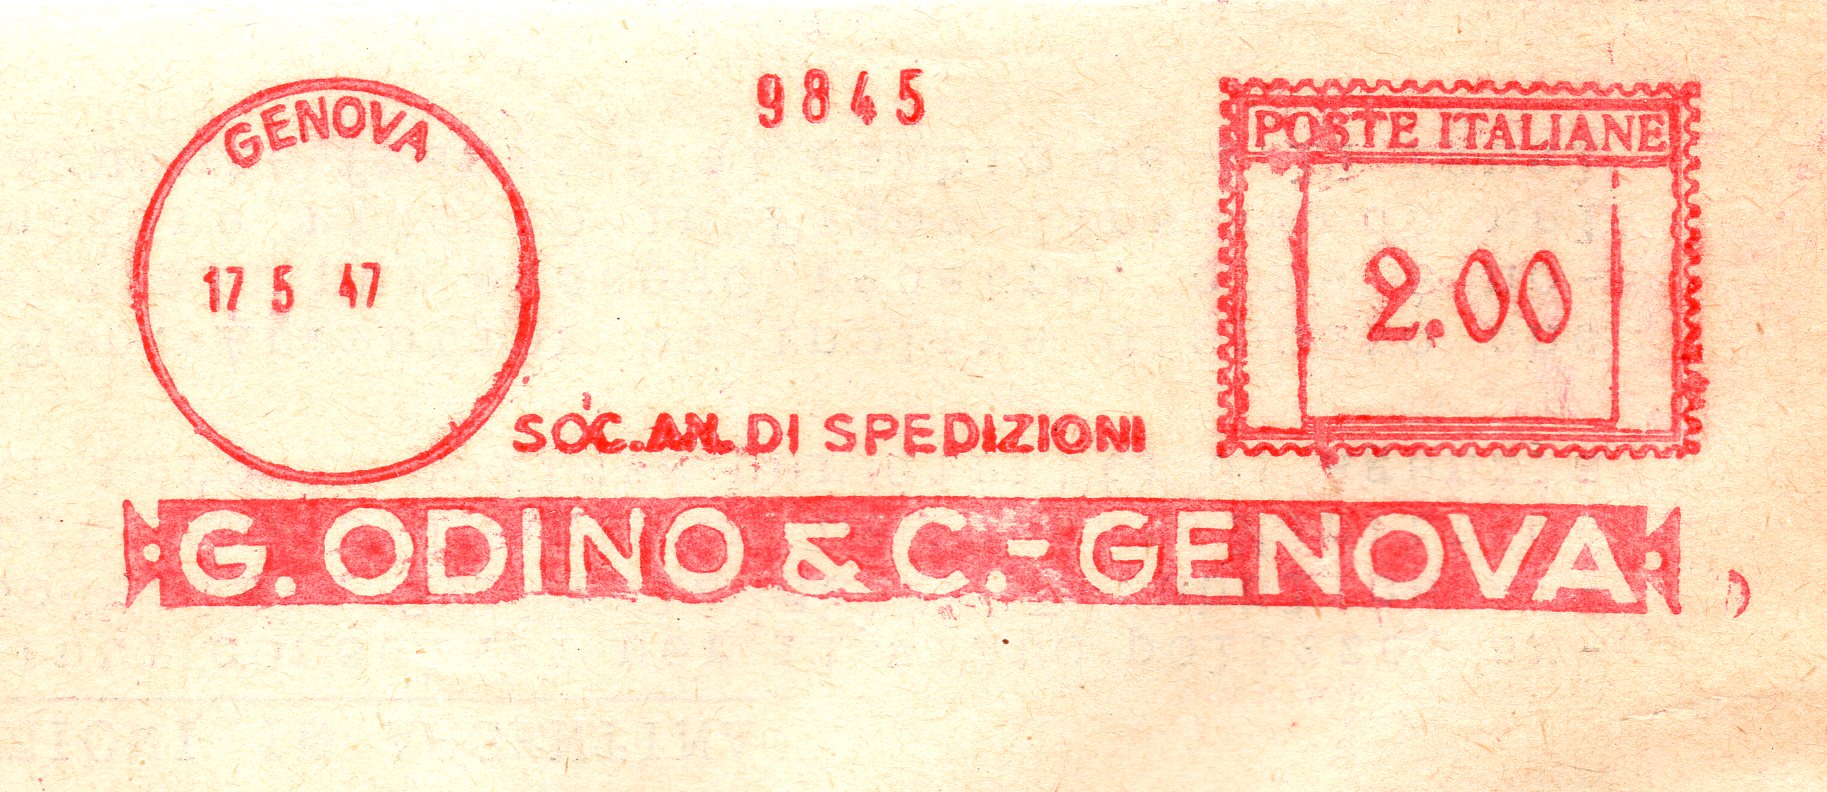 GENOVA
17 5 47
9845
POSTE ITALIANE
2.00
SOC. AN. DI SPEDIZIONI
G. ODINO & C. - GENOVA